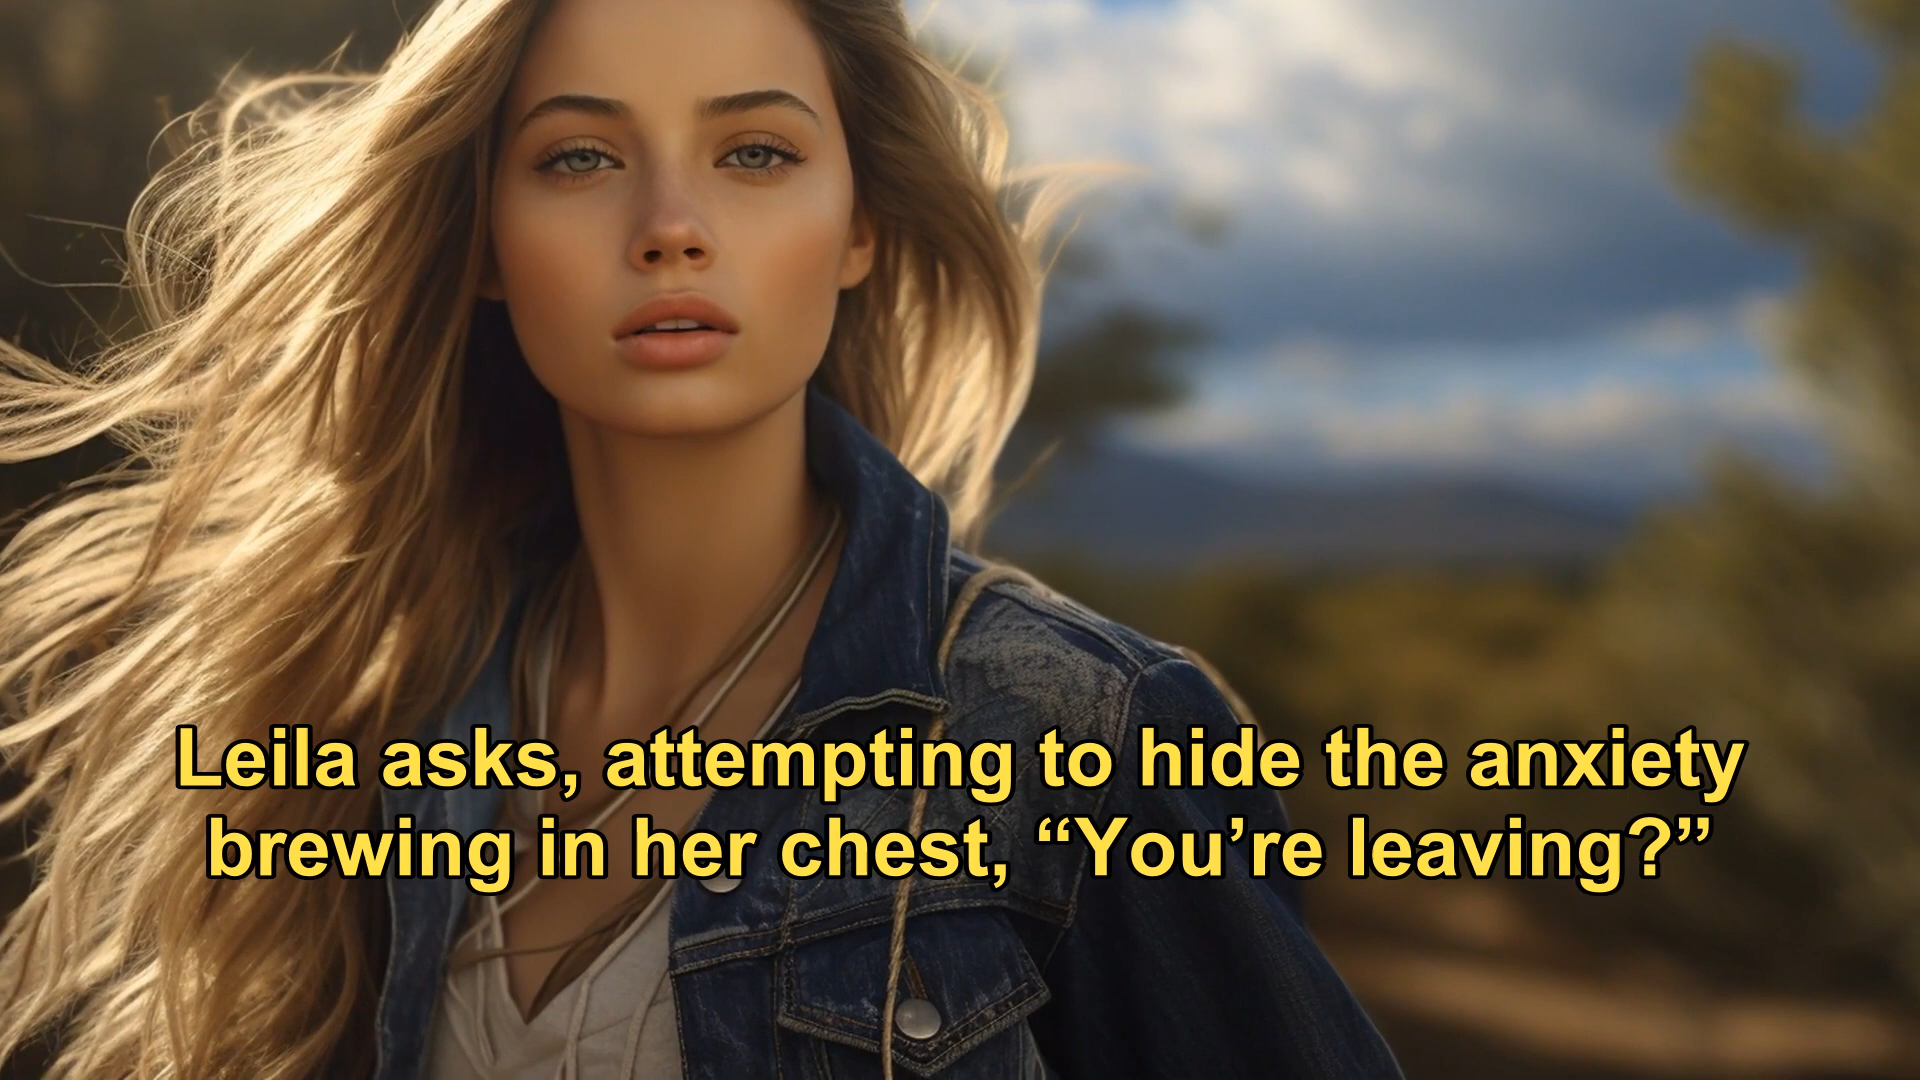 Leila asks, attempting to hide the anxiety
brewing in her chest, “You’re leaving?”